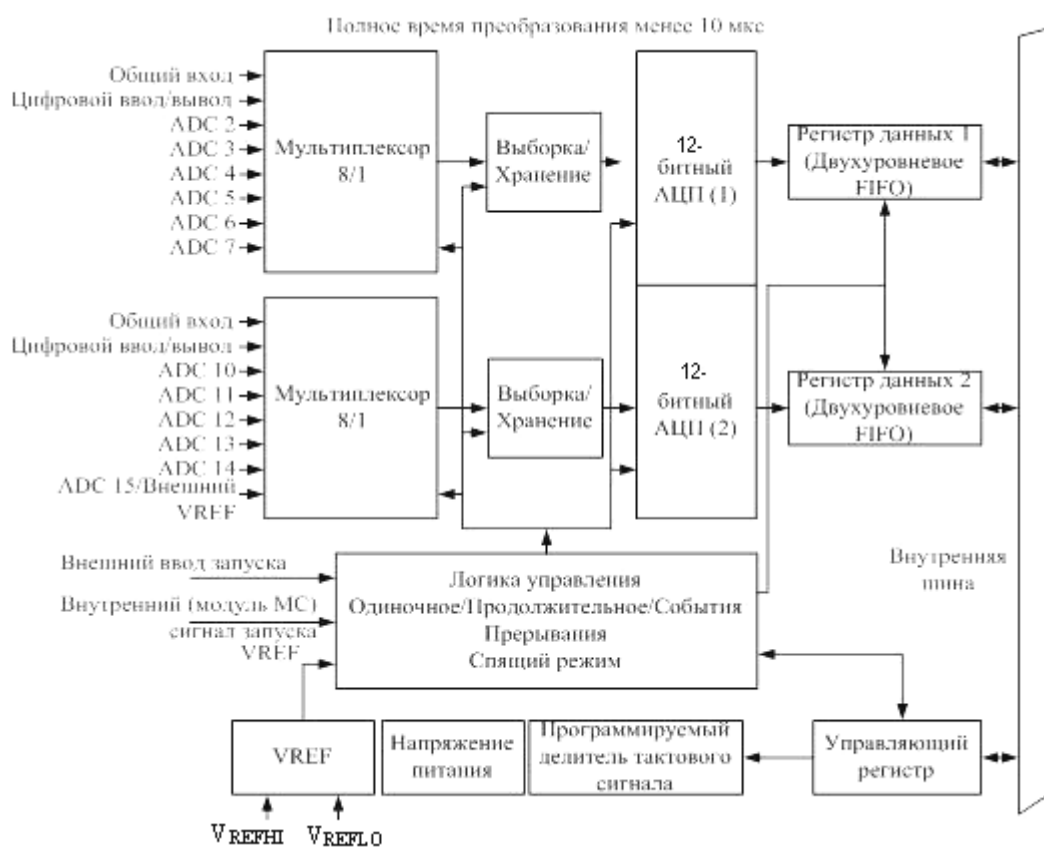 Полное время преобразования менее 10 мкс
Общий вход
Цифровой ввод/вывод
ADC 2
ADC 3
ADC 4
ADC 5
ADC 6
ADC 7
Мультиплексор
8/1
Выборка/
Хранение
12-
битный
АЦП (1)
Регистр данных 1
(Двухуровневое
FIFO)
Общий вход
Цифровой ввод/вывод
ADC 10
ADC 11
ADC 12
ADC 13
ADC 14
ADC 15/Внешний
VREF
Мультиплексор
8/1
Выборка/
Хранение
12-
битный
АЦП (2)
Регистр данных 2
(Двухуровневое
FIFO)
Внешний ввод запуска
Внутренний (модуль МС)
сигнал запуска
VREF
Логика управления
Одиночное/Продолжительное/События
Прерывания
Спящий режим
Внутренняя
шина
VREF
Напряжение
питания
Программируемый
делитель тактового
сигнала
Управляющий
регистр
VREFHI
VREFLO